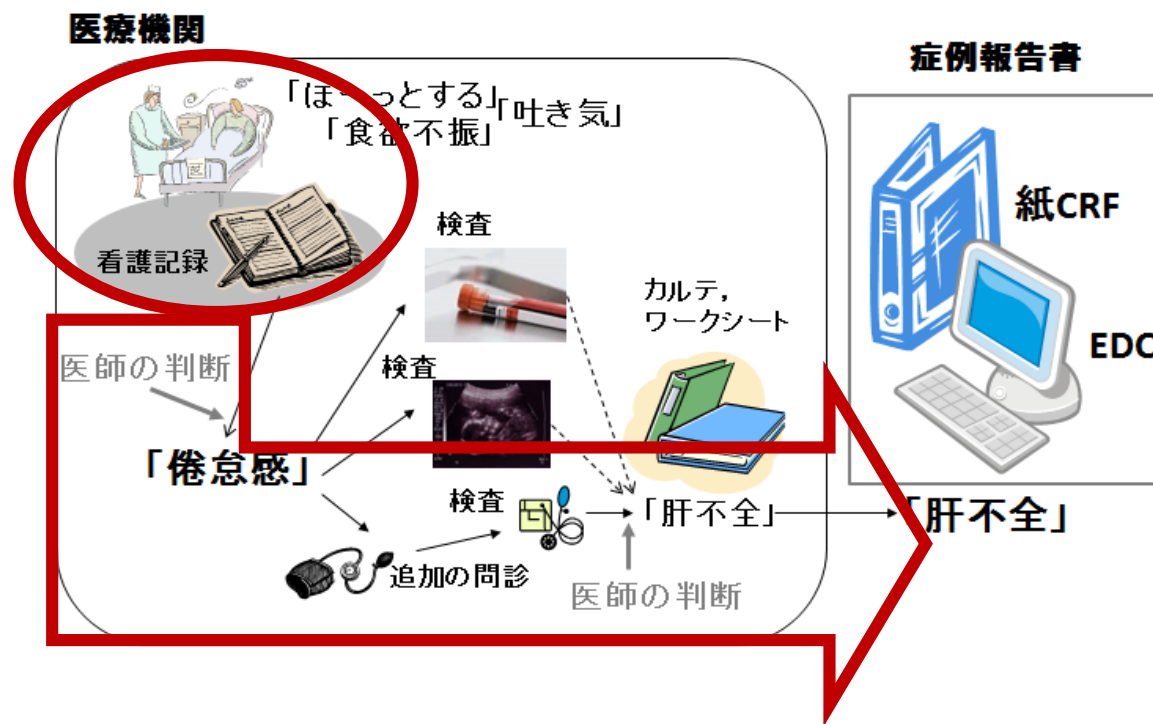 医療機関
症例報告書
「ぼーっとする」
「吐き気」
「食欲不振」
看護記録
検査
カルテ,
ワークシート
紙CRF
EDC
医師の判断
検査
「倦怠感」
検査
「肝不全」
「肝不全」
追加の問診
医師の判断